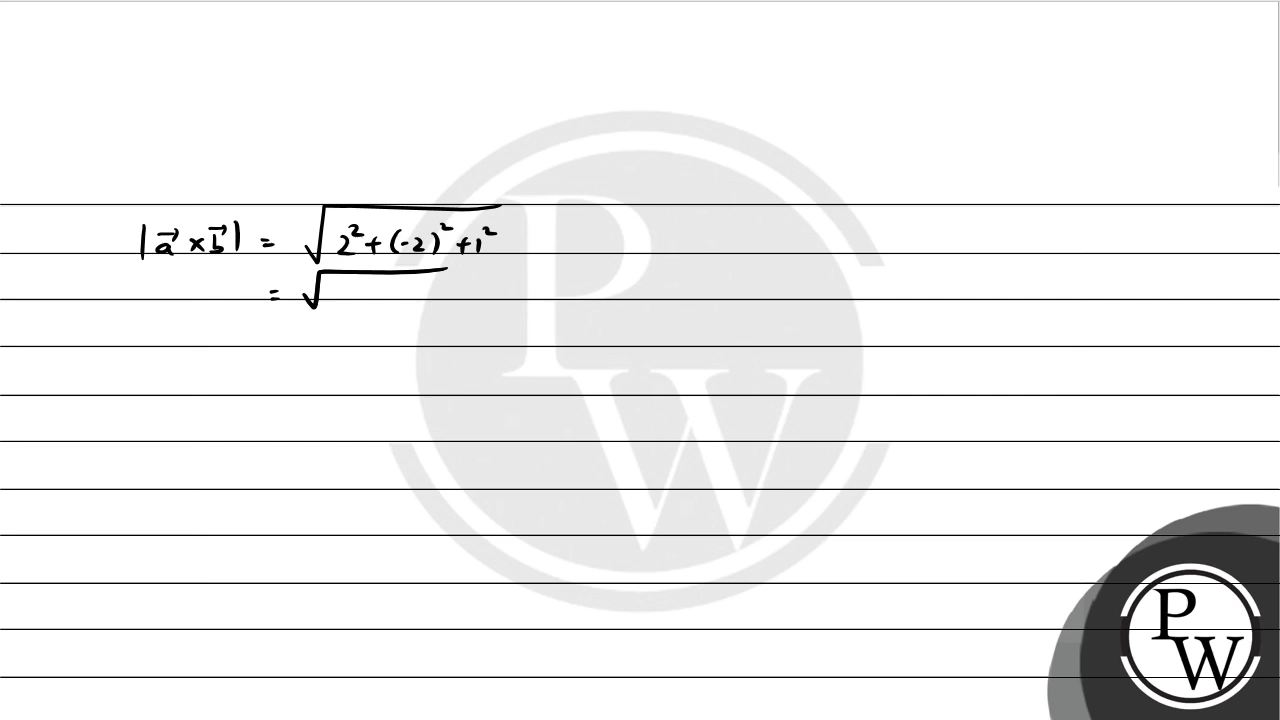 |a⃗ × b⃗| = √(2² + (-2)² + 1²)
= √
P
W
P
W